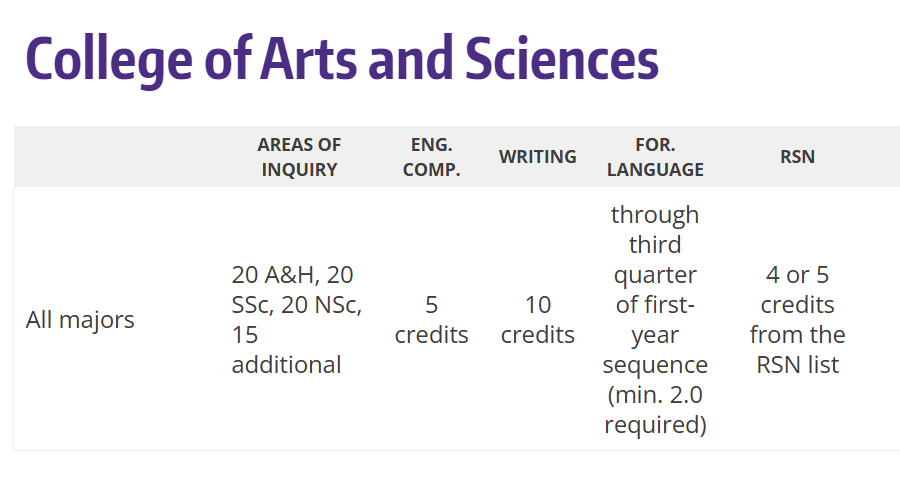 College of Arts and Sciences
AREAS OF
INQUIRY
ENG.
COMP.
WRITING
FOR.
LANGUAGE
RSN
All majors
20 A&H, 20
SSc, 20 NSc,
15
additional
5
credits
10
credits
through
third
quarter
of first-
year
sequence
(min. 2.0
required)
4 or 5
credits
from the
RSN list